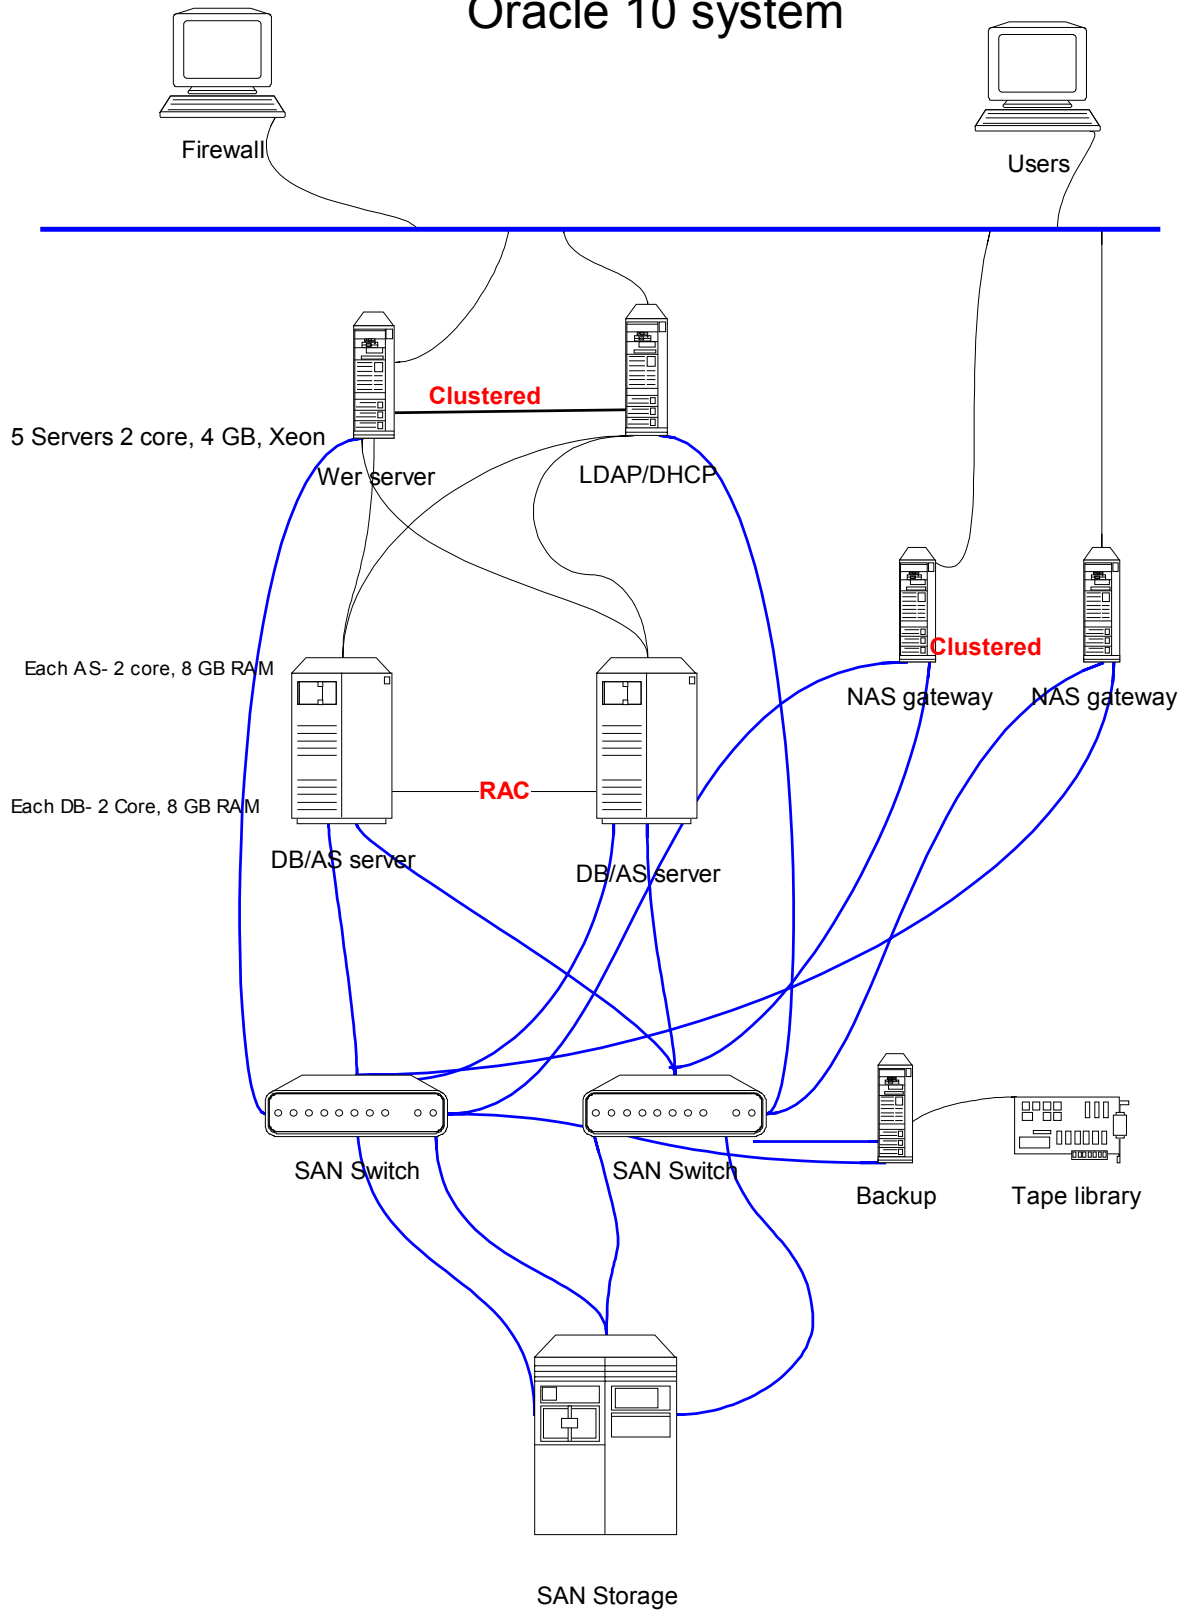 Oracle 10 system
Firewall
Users
Clustered
5 Servers 2 core, 4 GB, Xeon
Wer server
LDAP/DHCP
Clustered
Each AS- 2 core, 8 GB RAM
NAS gateway
NAS gateway
RAC
Each DB- 2 Core, 8 GB RAM
DB/AS server
DB/AS server
SAN Switch
SAN Switch
Backup
Tape library
SAN Storage